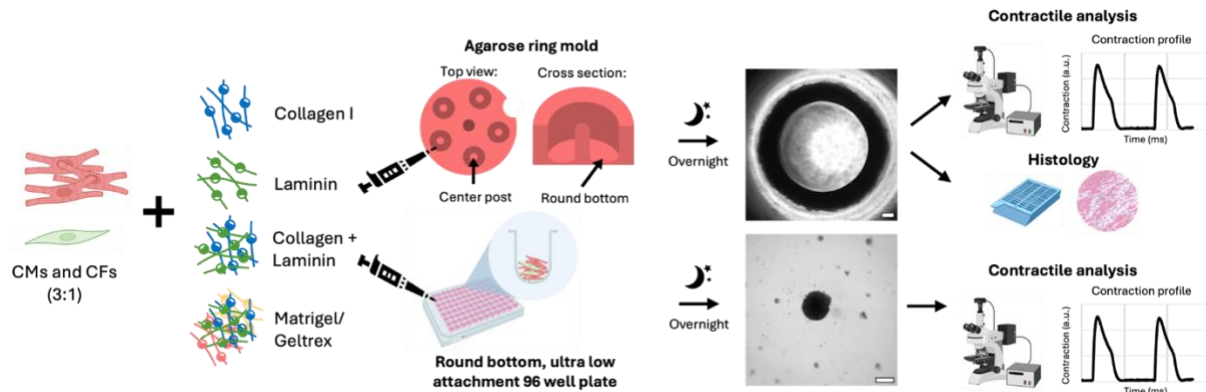 CMs and CFs
(3:1)
Collagen I
Laminin
Collagen +
Laminin
Matrigel/
Geltrex
Agarose ring mold
Top view:
Cross section:
Center post
Round bottom
Round bottom, ultra low
attachment 96 well plate
Overnight
Overnight
Contractile analysis
Contraction profile
Contraction (a.u.)
Time (ms)
Histology
Contractile analysis
Contraction profile
Contraction (a.u.)
Time (ms)